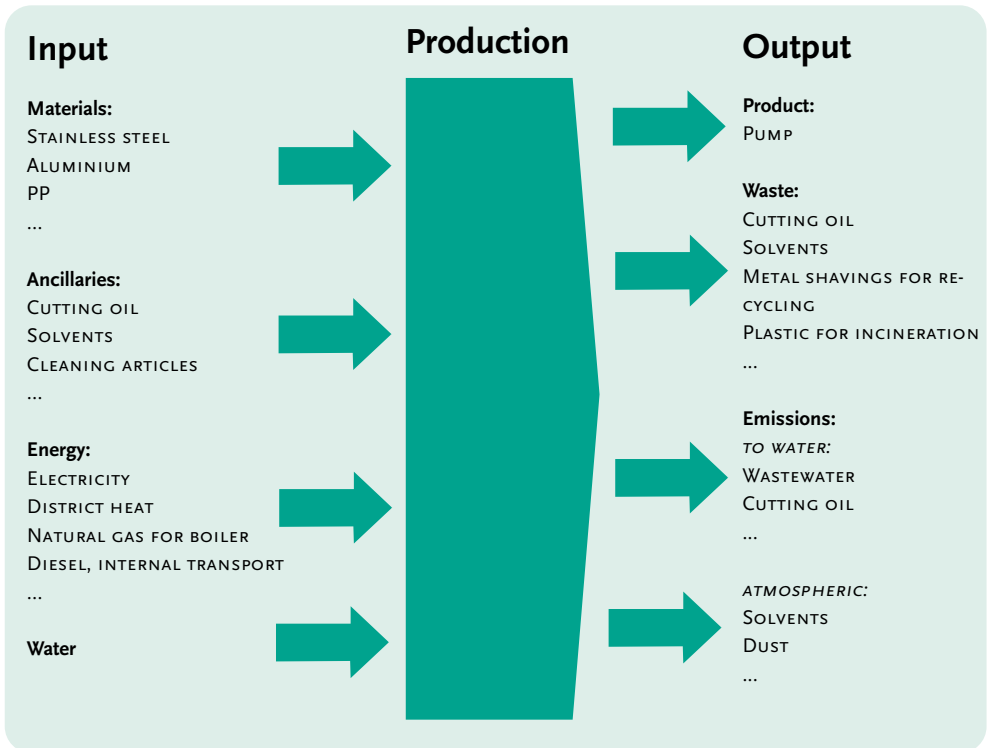 Input
Materials:
Stainless steel
Aluminium
PP
...
Ancillaries:
Cutting oil
Solvents
Cleaning articles
...
Energy:
Electricity
District heat
Natural gas for boiler
Diesel, internal transport
...
Water
Production
Output
Product:
Pump
Waste:
Cutting oil
Solvents
Metal shavings for re-
cycling
Plastic for incineration
...
Emissions:
to water:
Wastewater
Cutting oil
...
atmospheric:
Solvents
Dust
...